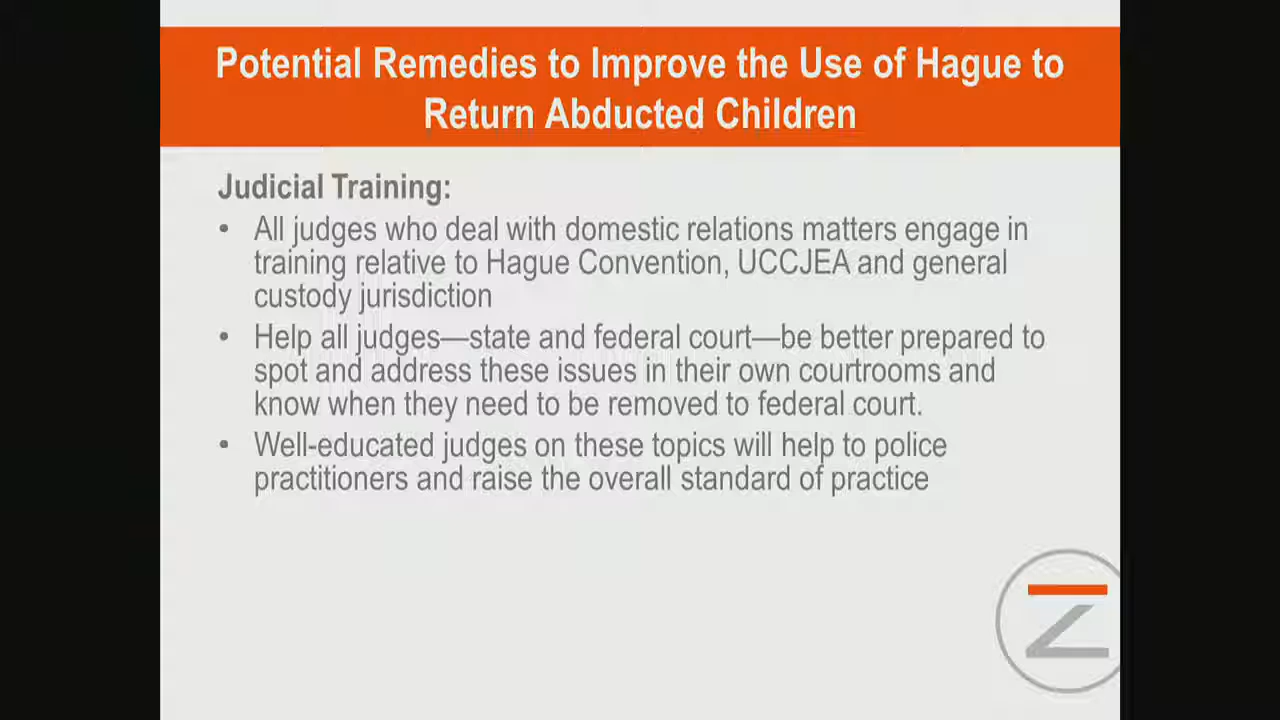 Potential Remedies to Improve the Use of Hague to
Return Abducted Children
Judicial Training:
• All judges who deal with domestic relations matters engage in
training relative to Hague Convention, UCCJEA and general
custody jurisdiction
• Help all judges—state and federal court—be better prepared to
spot and address these issues in their own courtrooms and
know when they need to be removed to federal court.
• Well-educated judges on these topics will help to police
practitioners and raise the overall standard of practice